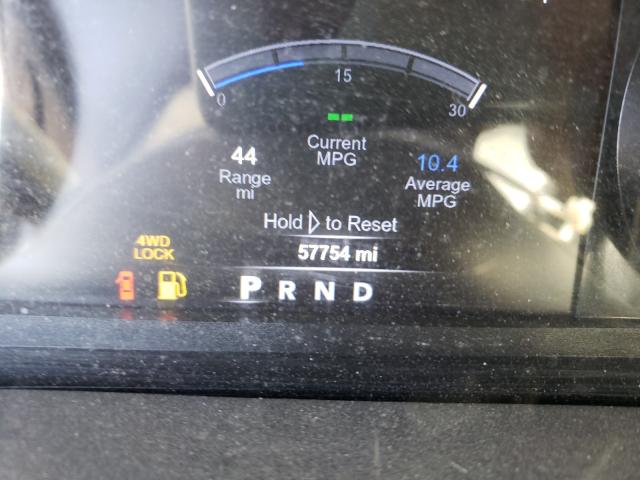 15
0
30
Current
MPG
44
Range
mi
10.4
Average
MPG
Hold to Reset
57754 mi
4WD
LOCK
P R N D